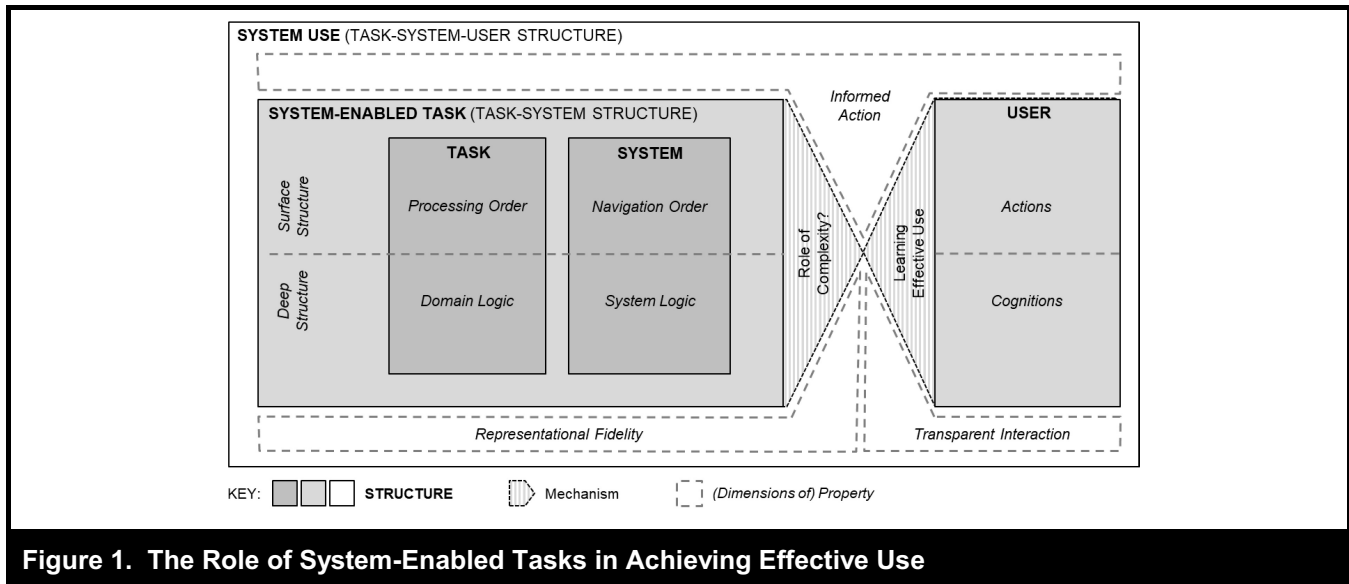 SYSTEM USE (TASK-SYSTEM-USER STRUCTURE)
Informed
Action
SYSTEM-ENABLED TASK (TASK-SYSTEM STRUCTURE)
USER
TASK
SYSTEM
Surface
Structure
Processing Order
Navigation Order
Role of
Complexity?
Learning
Effective Use
Actions
Deep
Structure
Domain Logic
System Logic
Cognitions
Representational Fidelity
Transparent Interaction
KEY:
STRUCTURE
Mechanism
(Dimensions of) Property
Figure 1. The Role of System-Enabled Tasks in Achieving Effective Use